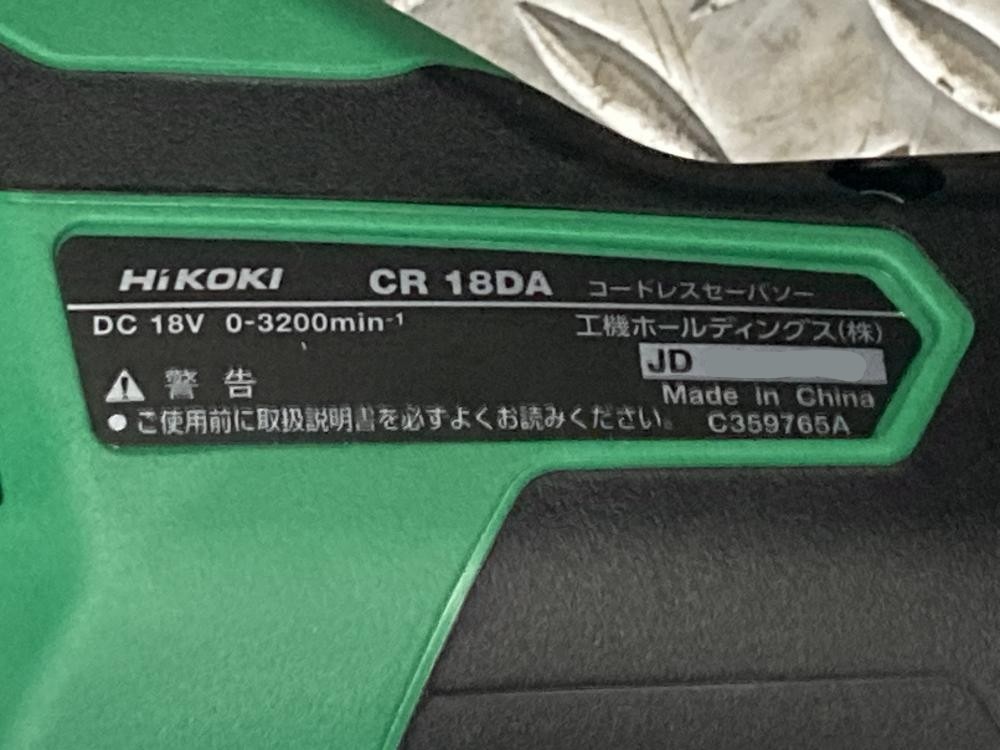 HiKOKI CR 18DA コードレスセーバソー
DC 18V 0-3200min⁻¹ 工機ホールディングス(株)
JD
⚠ 警告 Made in China
●ご使用前に取扱説明書を必ずよくお読みください。 C359765A